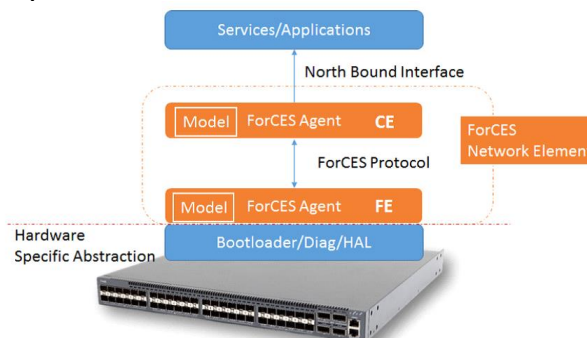 Services/Applications
North Bound Interface
Model
ForCES Agent
CE
ForCES
Network Elemen
ForCES Protocol
Model
ForCES Agent
FE
Hardware
Specific Abstraction
Bootloader/Diag/HAL